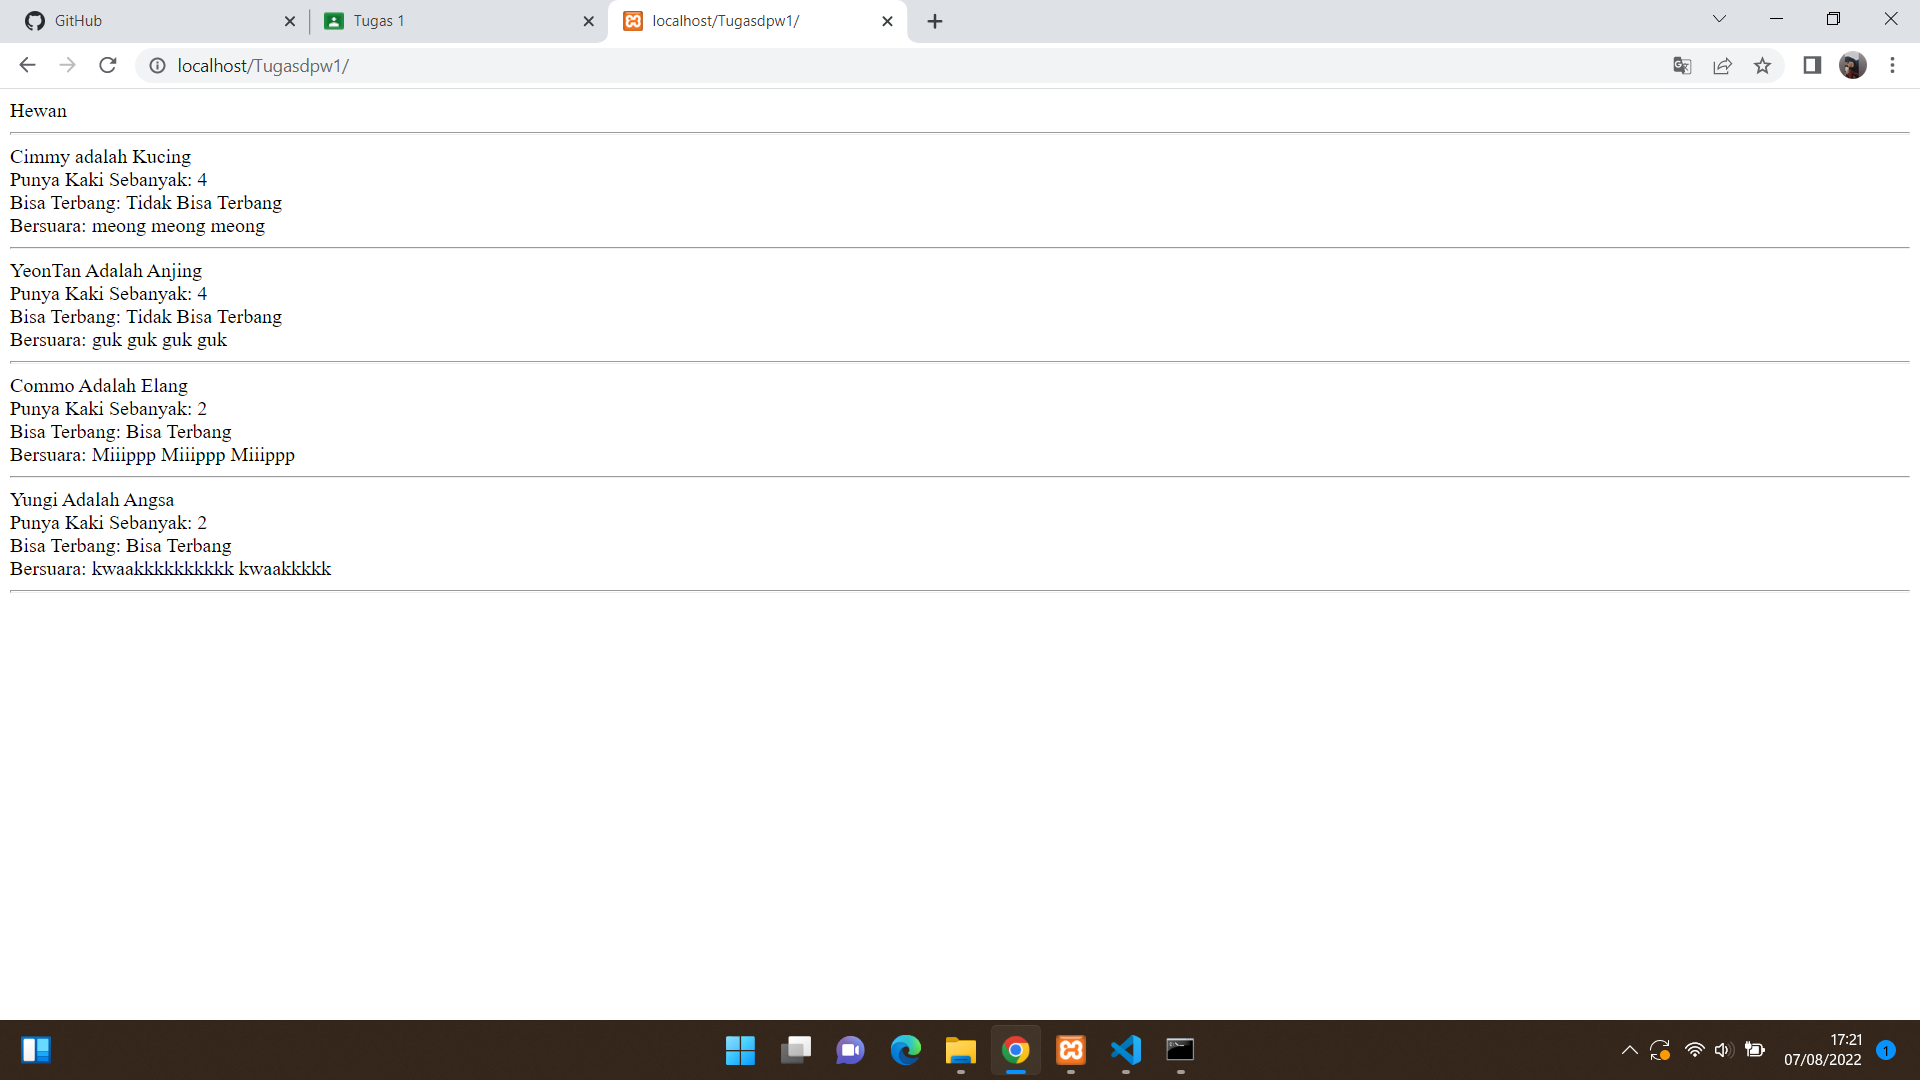 GitHub
Tugas 1
localhost/Tugasdpw1/
localhost/Tugasdpw1/
Hewan
Cimmy adalah Kucing
Punya Kaki Sebanyak: 4
Bisa Terbang: Tidak Bisa Terbang
Bersuara: meong meong meong
YeonTan Adalah Anjing
Punya Kaki Sebanyak: 4
Bisa Terbang: Tidak Bisa Terbang
Bersuara: guk guk guk guk
Commo Adalah Elang
Punya Kaki Sebanyak: 2
Bisa Terbang: Bisa Terbang
Bersuara: Miiippp Miiippp Miiippp
Yungi Adalah Angsa
Punya Kaki Sebanyak: 2
Bisa Terbang: Bisa Terbang
Bersuara: kwaakkkkkkkkkk kwaakkkkk
17:21
07/08/2022
1